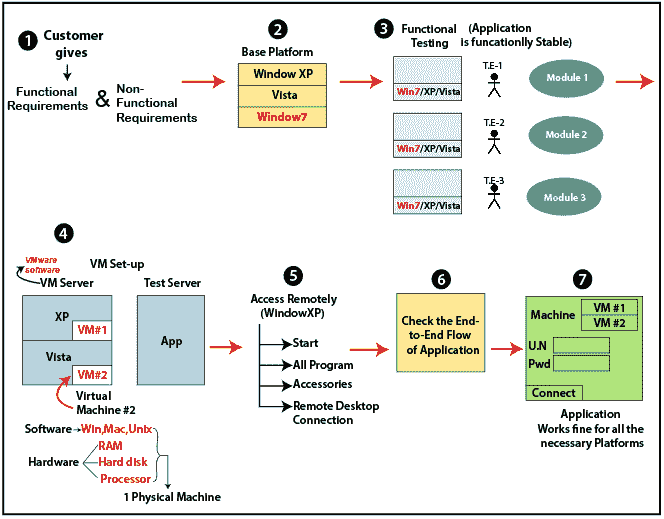 1
Customer
gives
Functional
Requirements
&
Non-
Functional
Requirements
2
Base Platform
Window XP
Vista
Window7
3
Functional
Testing
(Application
is funcationlly Stable)
Win7/XP/Vista
T.E-1
Module 1
Win7/XP/Vista
T.E-2
Module 2
Win7/XP/Vista
T.E-3
Module 3
4
VMware
software
VM Set-up
VM Server
XP
VM#1
Vista
VM#2
Virtual
Machine #2
Test Server
App
Software
Win,Mac,Unix
Hardware
RAM
Hard disk
Processor
1 Physical Machine
5
Access Remotely
(WindowXP)
Start
All Program
Accessories
Remote Desktop
Connection
6
Check the End-
to-End Flow
of Application
7
Machine
VM #1
VM #2
U.N
Pwd
Connect
Application
Works fine for all the
necessary Platforms